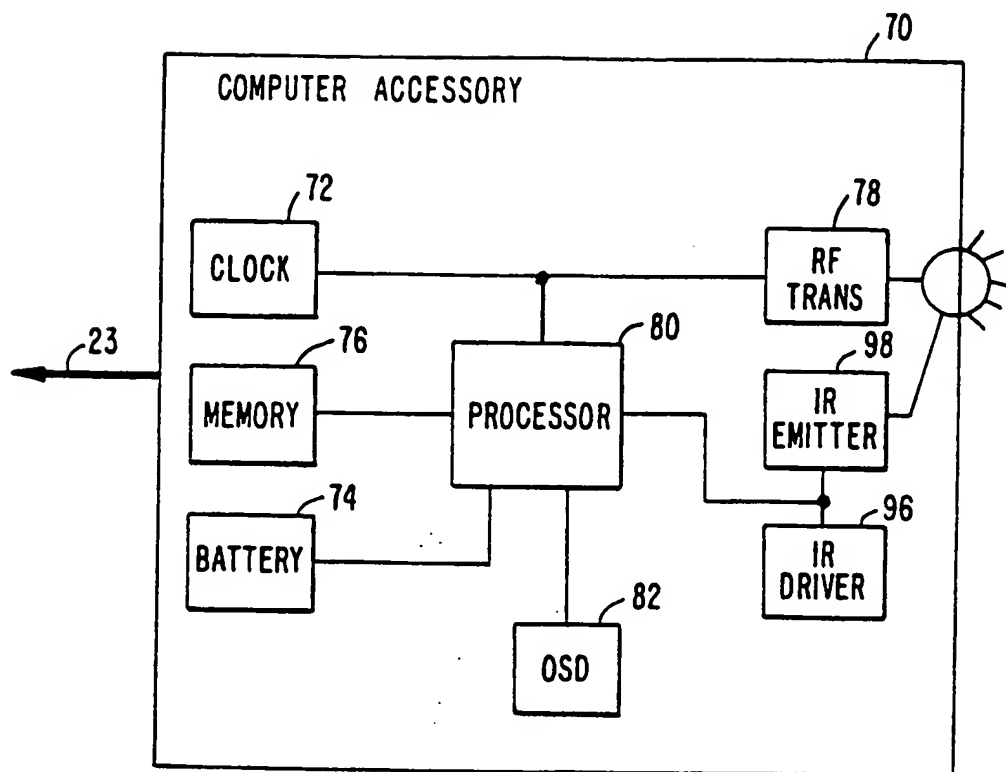 70
COMPUTER ACCESSORY
72
CLOCK
78
RF
TRANS
23
76
MEMORY
80
PROCESSOR
98
IR
EMITTER
74
BATTERY
96
IR
DRIVER
82
OSD